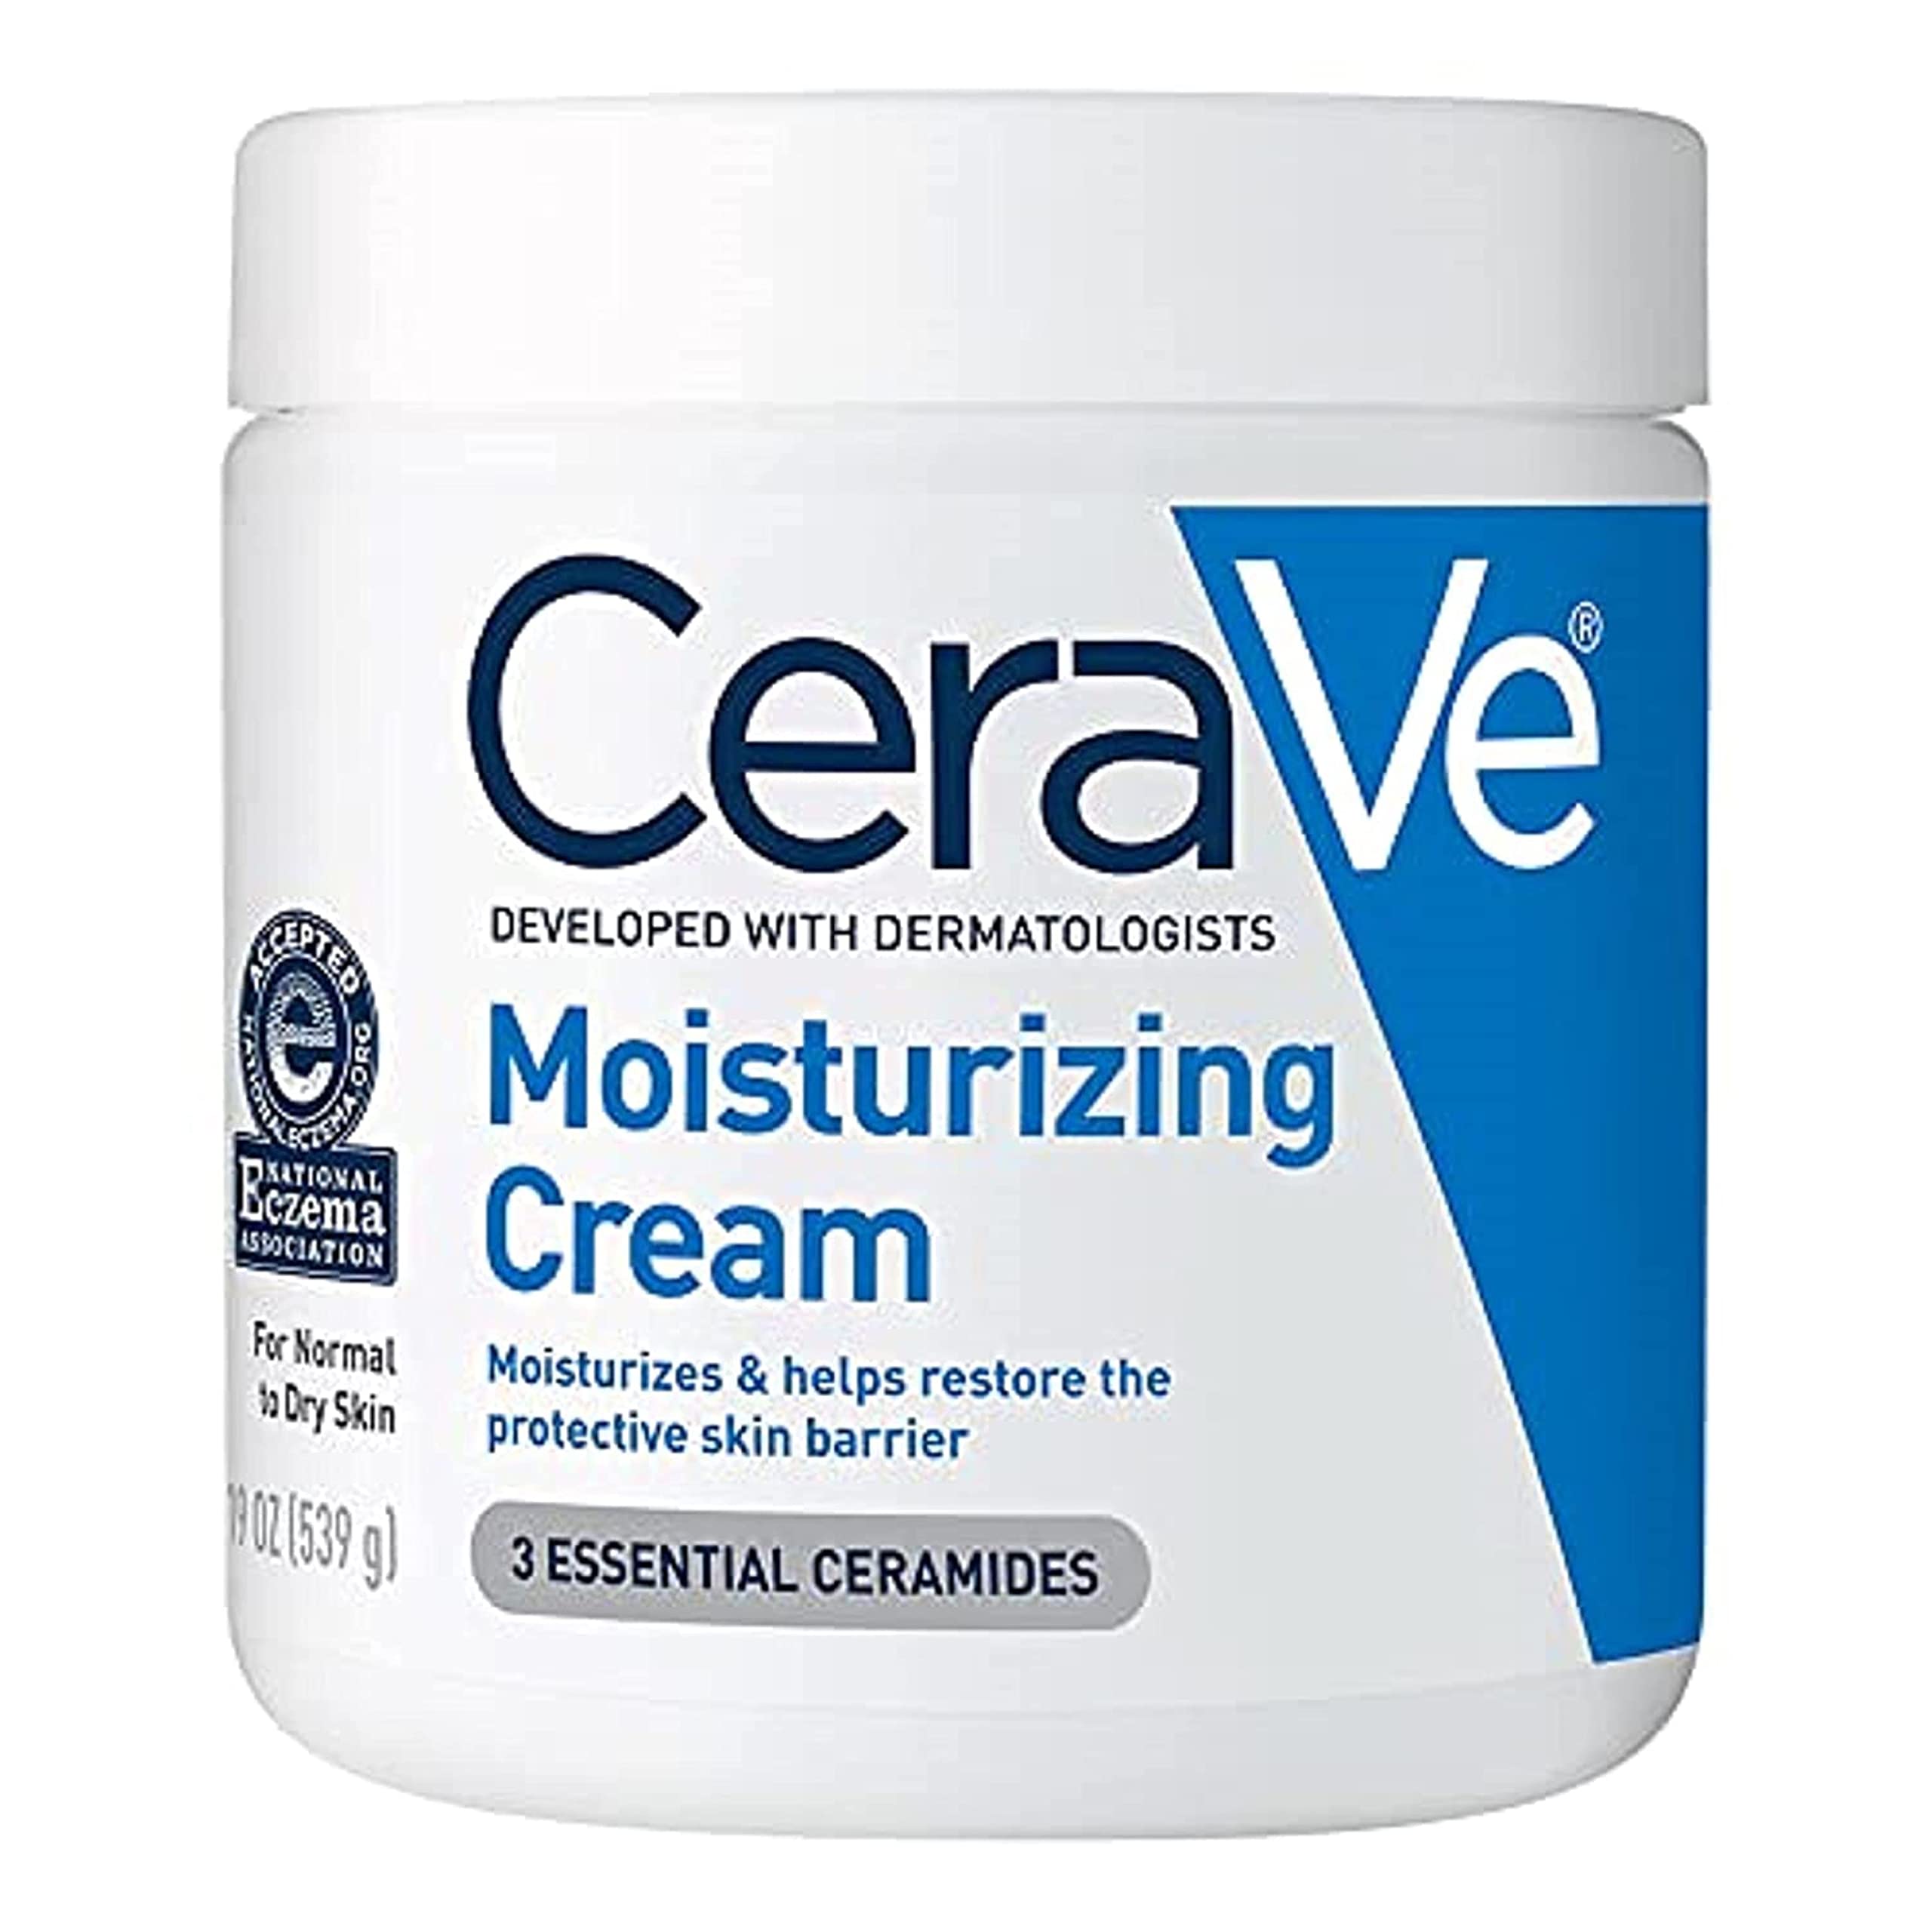 CeraVe®
DEVELOPED WITH DERMATOLOGISTS
Moisturizing
Cream
Moisturizes & helps restore the
protective skin barrier
3 ESSENTIAL CERAMIDES
ACCEPTED
NATIONALECZEMA.ORG
e
NATIONAL
Eczema
ASSOCIATION
For Normal
to Dry Skin
19 OZ (539 g)